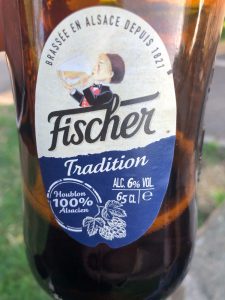 BRASSÉE EN ALSACE DEPUIS 1821
Fischer
Tradition
ALC. 6% VOL.
65 CL ℮
Houblon
100%
Alsacien